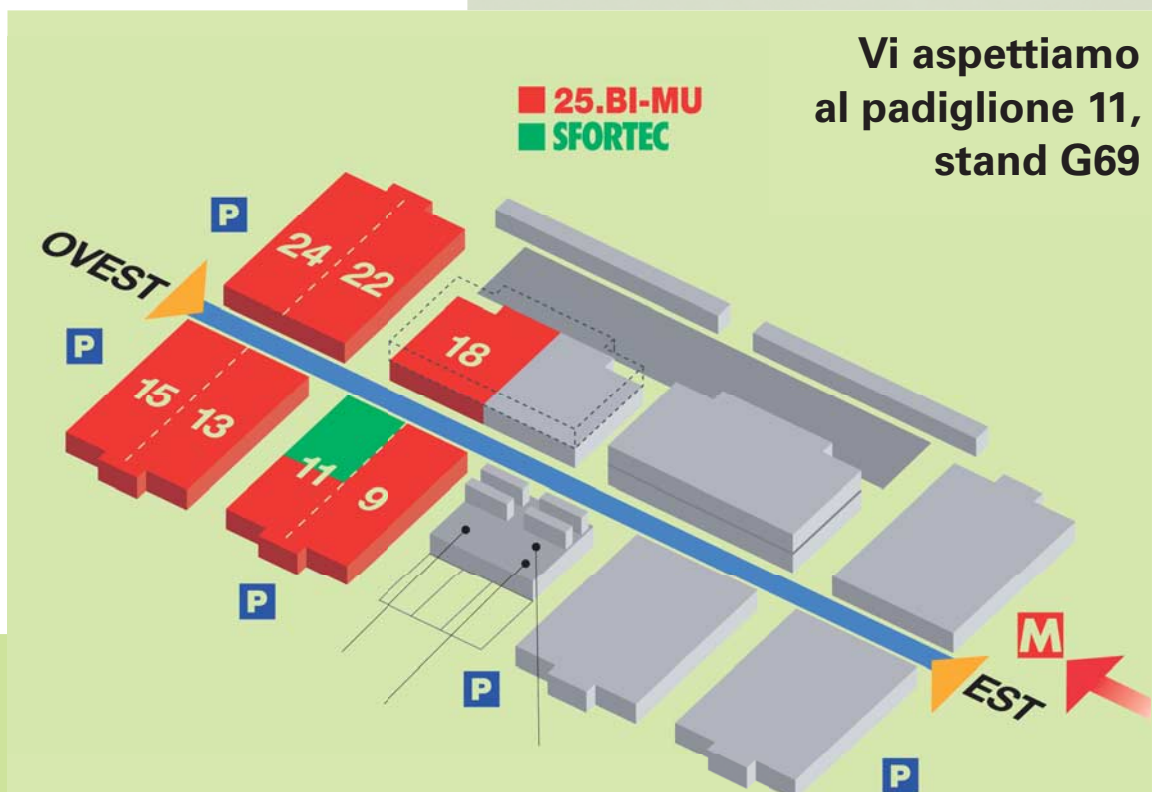 Vi aspettiamo
al padiglione 11,
stand G69
25.BI-MU
SFORTEC
P
OVEST
24
22
P
18
15
13
11
9
P
M
P
EST
P